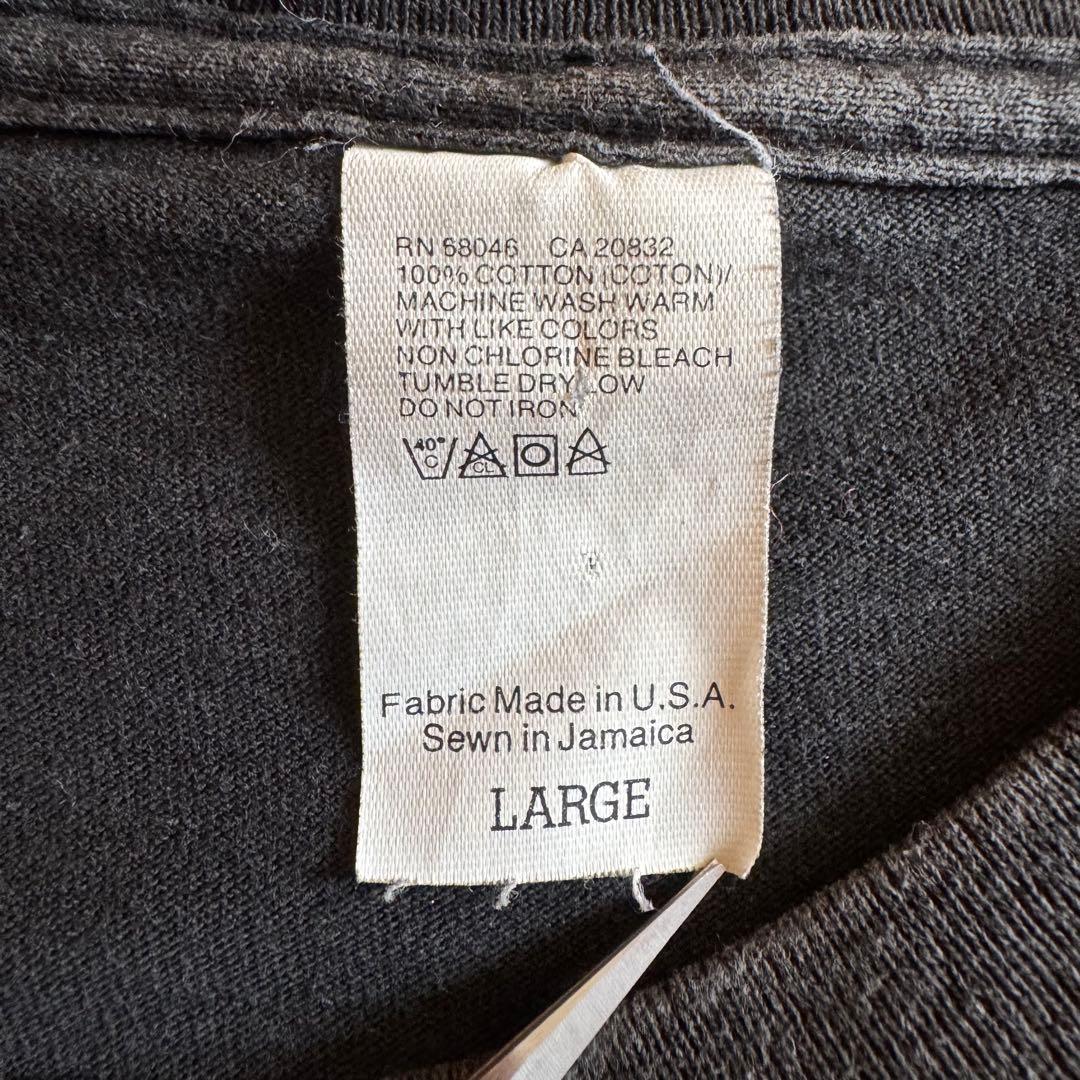 RN 68046 CA 20832
100% COTTON (COTON)/
MACHINE WASH WARM
WITH LIKE COLORS
NON CHLORINE BLEACH
TUMBLE DRY LOW
DO NOT IRON
40° C CL
Fabric Made in U.S.A.
Sewn in Jamaica
LARGE